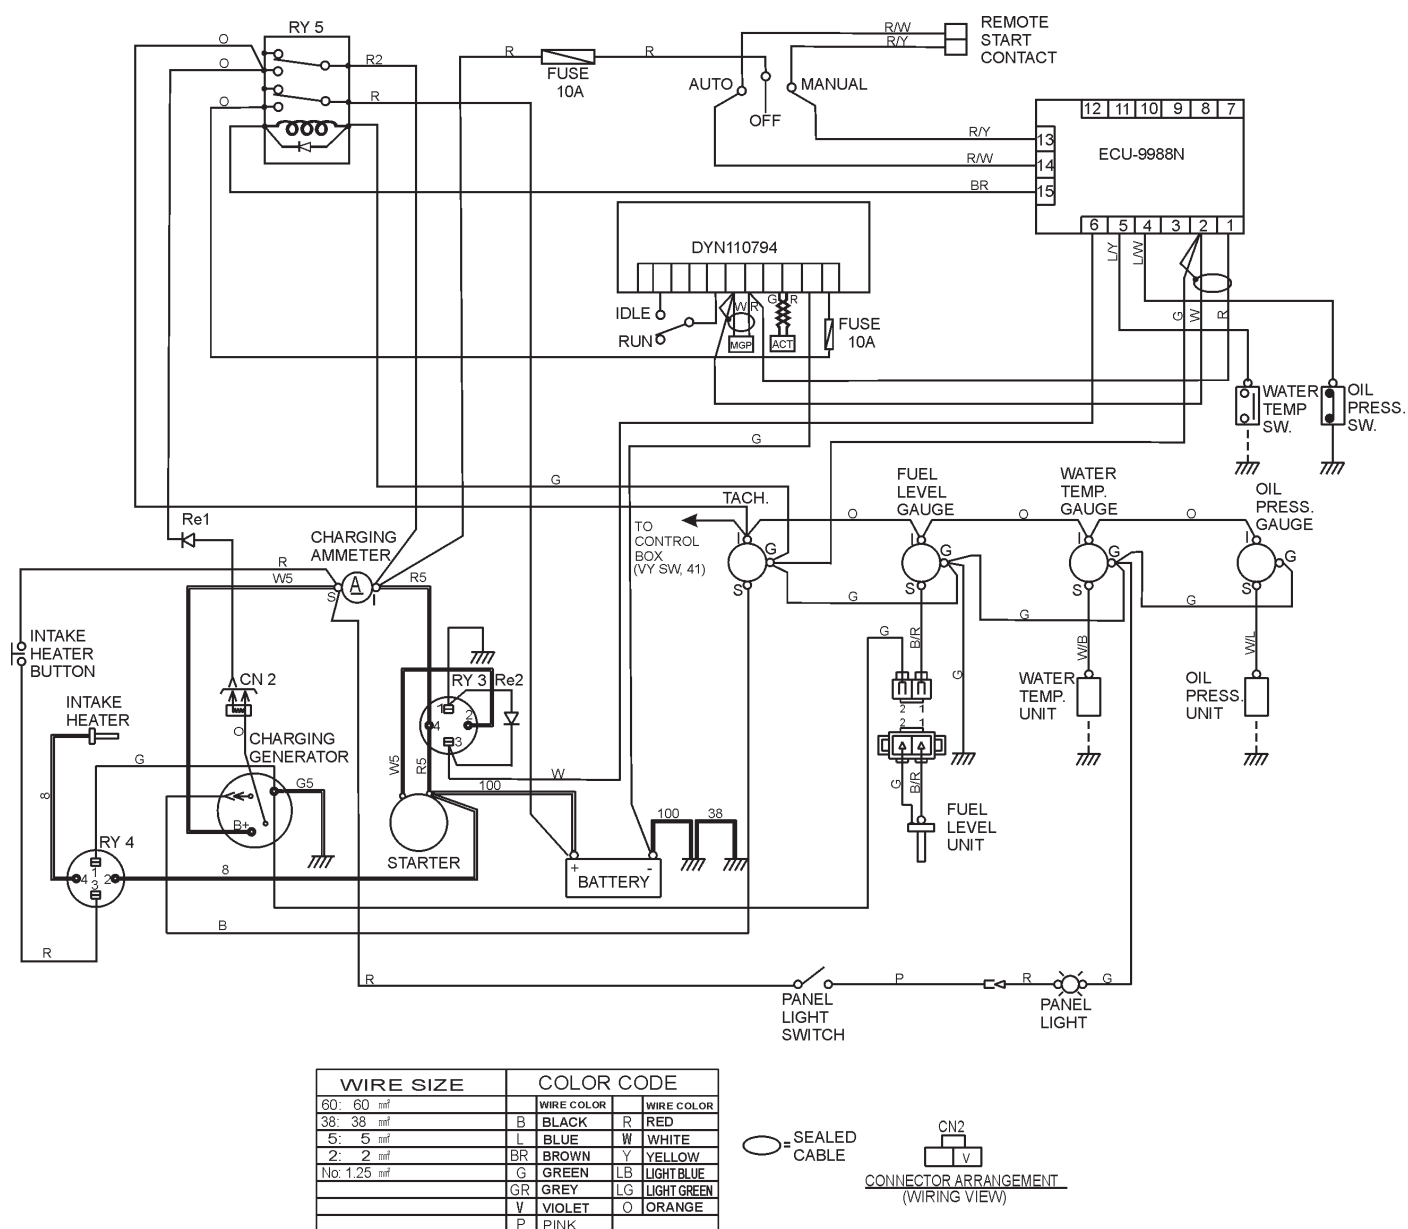 RY 5
O
O
O
R2
R
R
FUSE
10A
R
R/W
R/Y
REMOTE
START
CONTACT
AUTO
OFF
MANUAL
R/Y
R/W
BR
12 11 10 9 8 7
13
14
15
ECU-9988N
6 5 4 3 2 1
L/Y
L/W
G
W
R
DYN110794
IDLE
RUN
W R
MGP
G R
ACT
FUSE
10A
WATER
TEMP
SW.
OIL
PRESS.
SW.
G
G
TACH.
TO
CONTROL
BOX
(VY SW, 41)
I
G
S
O
G
FUEL
LEVEL
GAUGE
I
G
S
O
G
WATER
TEMP.
GAUGE
I
G
S
O
G
OIL
PRESS.
GAUGE
G
S
Re1
CHARGING
AMMETER
R
W5
S
A
I
R5
INTAKE
HEATER
BUTTON
INTAKE
HEATER
CN 2
O
CHARGING
GENERATOR
G
G5
B+
8
RY 4
1
4
3
2
8
B
R
RY 3
Re2
1
2
4
3
W5
R5
W
100
STARTER
+ -
BATTERY
100
38
G
B/R
2 1
2 1
G
B/R
G
FUEL
LEVEL
UNIT
W/B
WATER
TEMP.
UNIT
W/L
OIL
PRESS.
UNIT
R
PANEL
LIGHT
SWITCH
P
R
G
PANEL
LIGHT
WIRE SIZE
COLOR CODE
WIRE COLOR WIRE COLOR
60: 60 mm²
38: 38 mm² B BLACK R RED
5: 5 mm² L BLUE W WHITE
2: 2 mm² BR BROWN Y YELLOW
No: 1.25 mm² G GREEN LB LIGHT BLUE
GR GREY LG LIGHT GREEN
V VIOLET O ORANGE
P PINK
= SEALED
CABLE
CN2
V
CONNECTOR ARRANGEMENT
(WIRING VIEW)